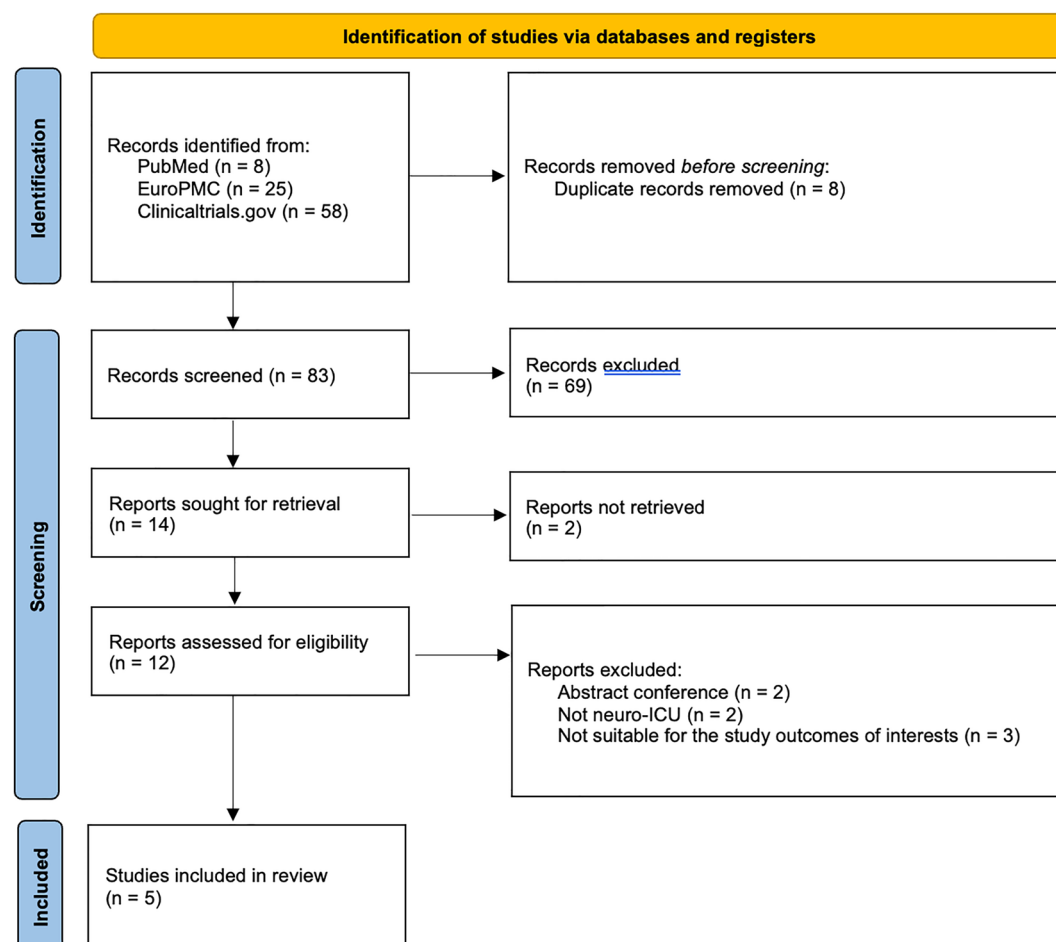 Identification of studies via databases and registers
Identification
Records identified from:
PubMed (n = 8)
EuroPMC (n = 25)
Clinicaltrials.gov (n = 58)
Records removed before screening:
Duplicate records removed (n = 8)
Screening
Records screened (n = 83)
Records excluded
(n = 69)
Reports sought for retrieval
(n = 14)
Reports not retrieved
(n = 2)
Reports assessed for eligibility
(n = 12)
Reports excluded:
Abstract conference (n = 2)
Not neuro-ICU (n = 2)
Not suitable for the study outcomes of interests (n = 3)
Included
Studies included in review
(n = 5)